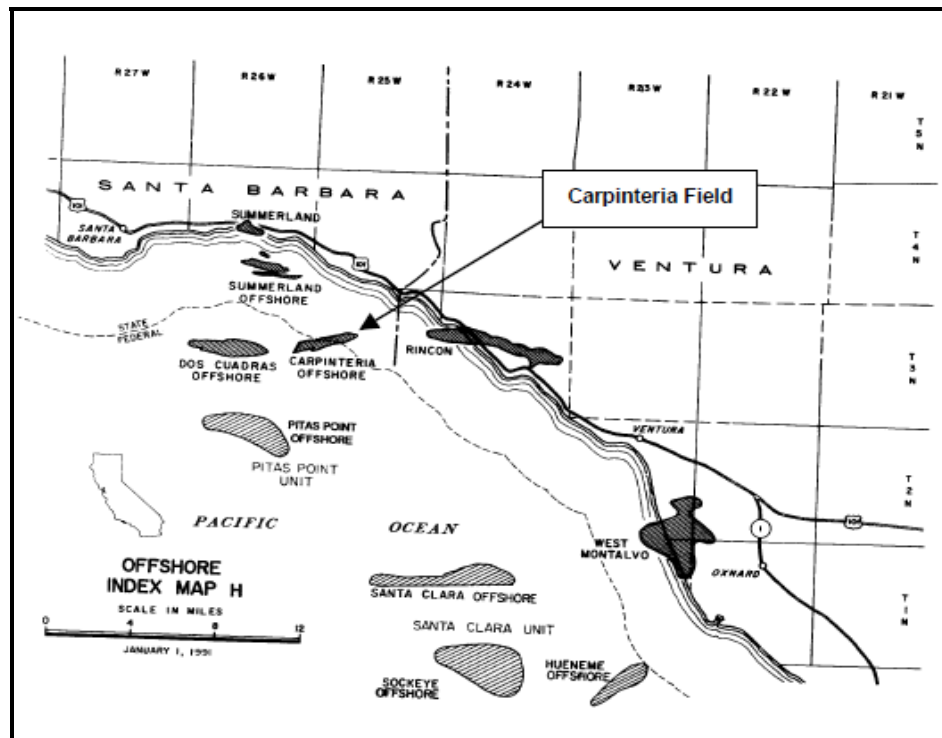 R 27 W
R 26 W
R 25 W
R 24 W
R 23 W
R 22 W
R 21 W
T
5
N
SANTA BARBARA
Carpinteria Field
101
SUMMERLAND
SANTA
BARBARA
T
4
N
101
VENTURA
SUMMERLAND
OFFSHORE
STATE
FEDERAL
RINCON
DOS CUADRAS
OFFSHORE
CARPINTERIA
OFFSHORE
T
3
N
PITAS POINT
OFFSHORE
VENTURA
PITAS POINT
UNIT
T
2
N
PACIFIC OCEAN
101
1
WEST
MONTALVO
OXNARD
OFFSHORE
INDEX MAP H
SANTA CLARA OFFSHORE
SCALE IN MILES
0 4 8 12
JANUARY 1, 1991
T
1
N
SANTA CLARA UNIT
HUENEME
OFFSHORE
SOCKEYE
OFFSHORE